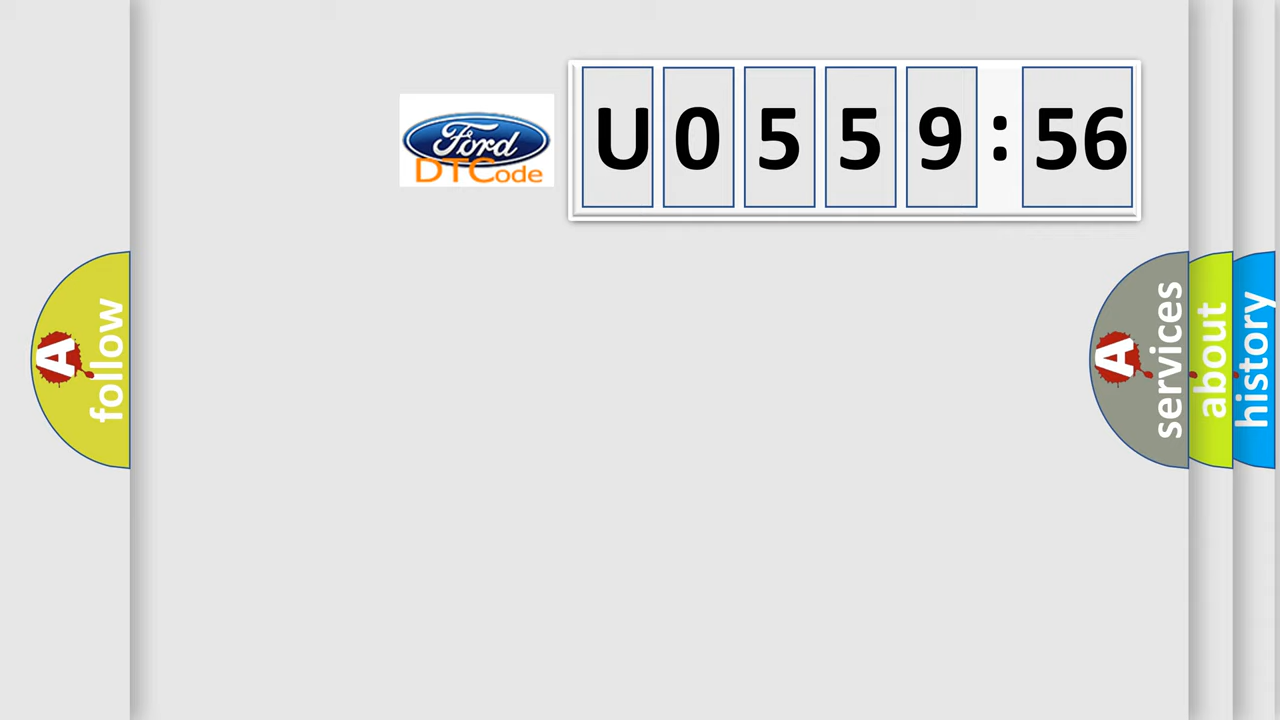 U0559:56
Ford
DTCode
A
follow
A
services
about
history